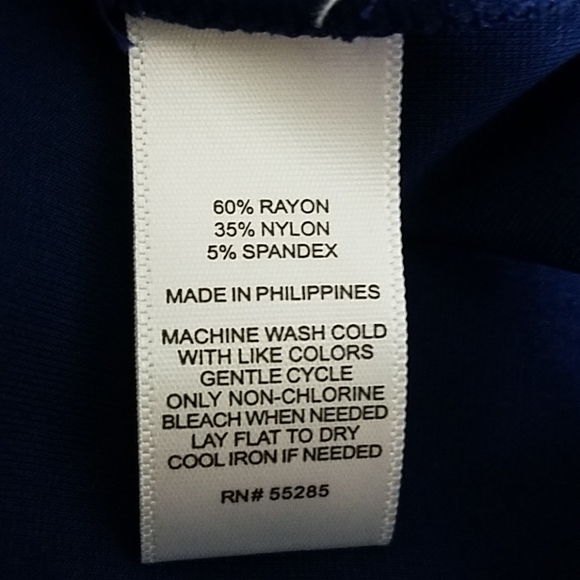 60% RAYON
35% NYLON
5% SPANDEX
MADE IN PHILIPPINES
MACHINE WASH COLD
WITH LIKE COLORS
GENTLE CYCLE
ONLY NON-CHLORINE
BLEACH WHEN NEEDED
LAY FLAT TO DRY
COOL IRON IF NEEDED
RN# 55285